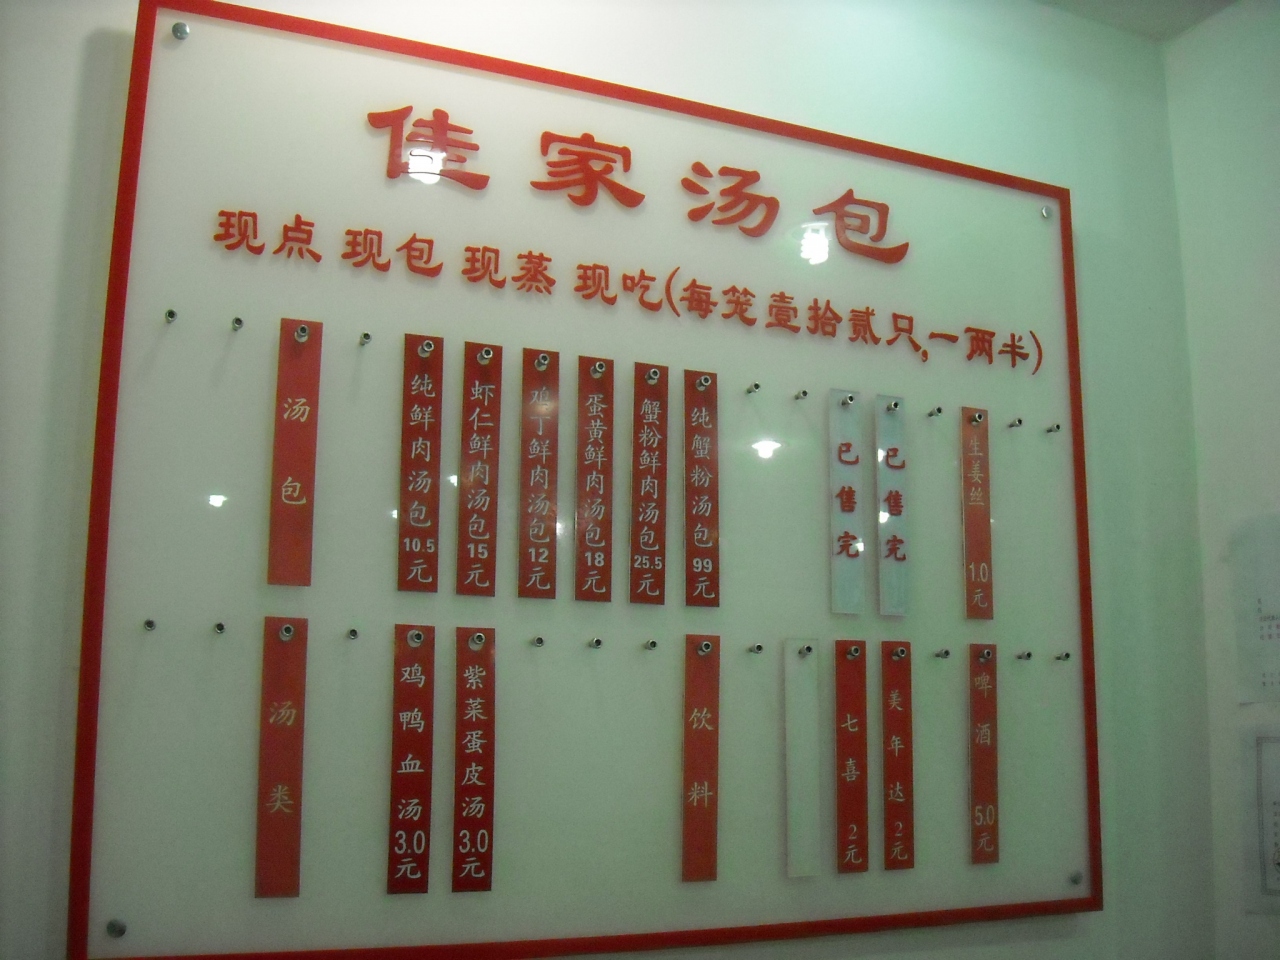 佳家汤包
现点 现包 现蒸 现吃(每笼壹拾贰只,一两半)
汤包
纯鲜肉汤包10.5元
虾仁鲜肉汤包15元
鸡丁鲜肉汤包12元
蛋黄鲜肉汤包18元
蟹粉鲜肉汤包25.5元
纯蟹粉汤包99元
已售完
已售完
生姜丝1.0元
汤类
鸡鸭血汤3.0元
紫菜蛋皮汤3.0元
饮料
七喜2元
美年达2元
啤酒5.0元